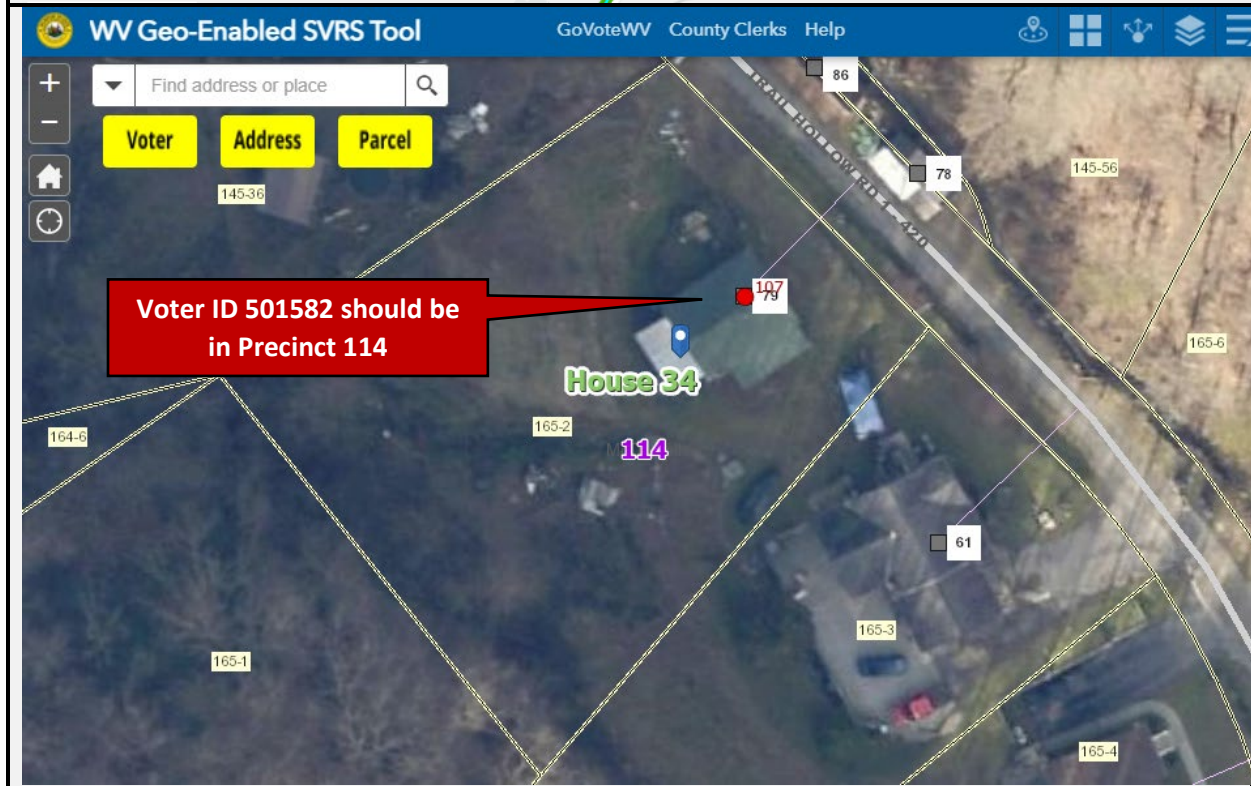 WV Geo-Enabled SVRS Tool
GoVoteWV County Clerks Help
+
Find address or place
−
Voter Address Parcel
86
TRAIL HOLLOW RD 1 - 420
78
145-56
145-36
Voter ID 501582 should be
in Precinct 114
107
79
165-6
House 34
165-2
164-6
114
61
165-3
165-1
165-4